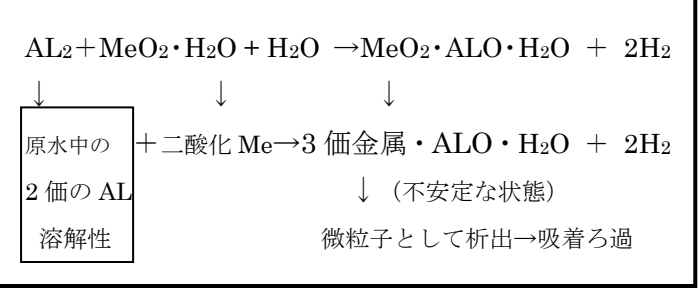 AL₂＋MeO₂・H₂O + H₂O →MeO₂・ALO・H₂O ＋ 2H₂
↓ ↓ ↓
原水中の ＋二酸化 Me→3 価金属・ALO・H₂O ＋ 2H₂
2 価の AL ↓（不安定な状態）
溶解性 微粒子として析出→吸着ろ過